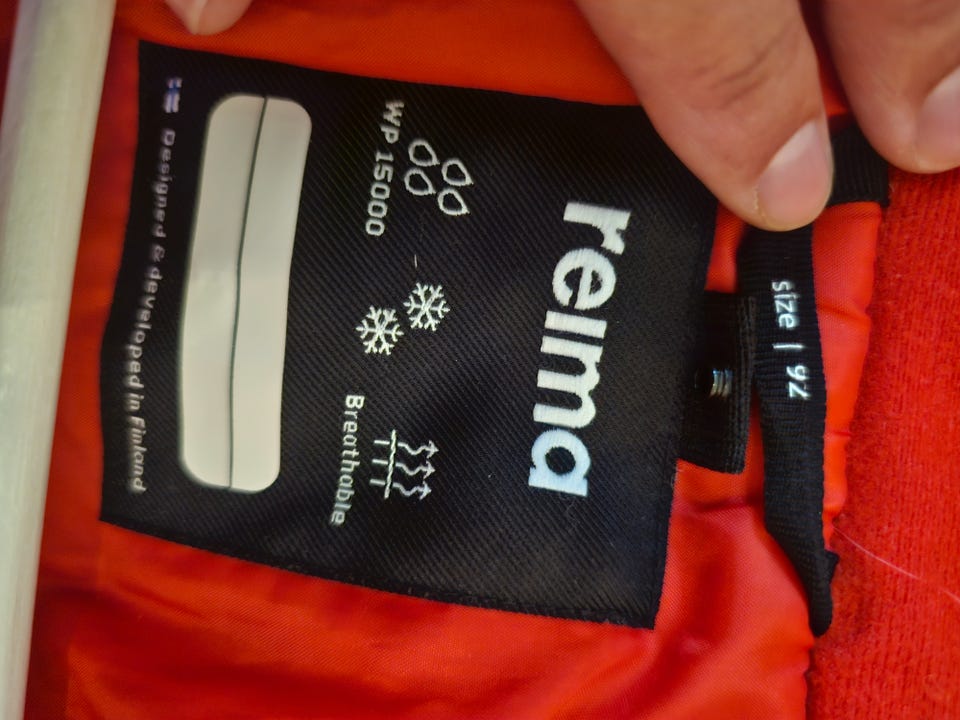 size | 92
reima
WP 15000
Breathable
Designed & developed in Finland